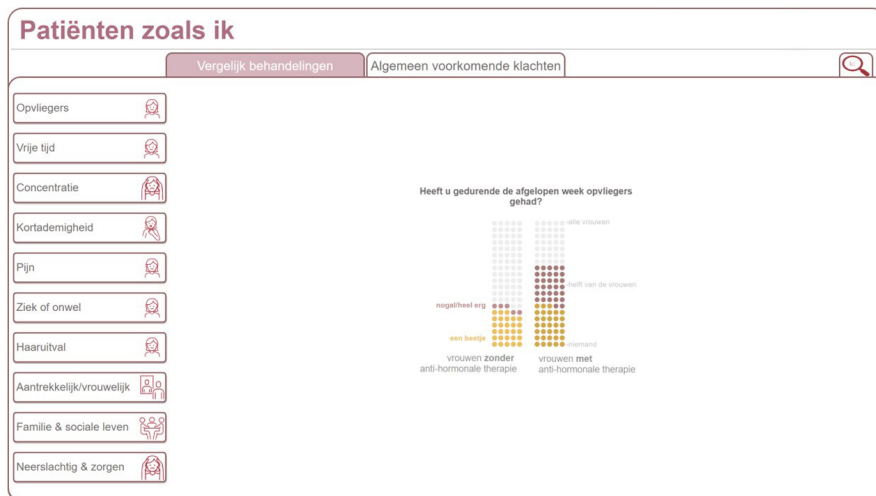 Patiënten zoals ik
Vergelijk behandelingen
Algemeen voorkomende klachten
Opvliegers
Vrije tijd
Concentratie
Kortademigheid
Pijn
Ziek of onwel
Haaruitval
Aantrekkelijk/vrouwelijk
Familie & sociale leven
Neerslachtig & zorgen
Heeft u gedurende de afgelopen week opvliegers
gehad?
alle vrouwen
helft van de vrouwen
nogal/heel erg
een beetje
niemand
vrouwen zonder
anti-hormonale therapie
vrouwen met
anti-hormonale therapie